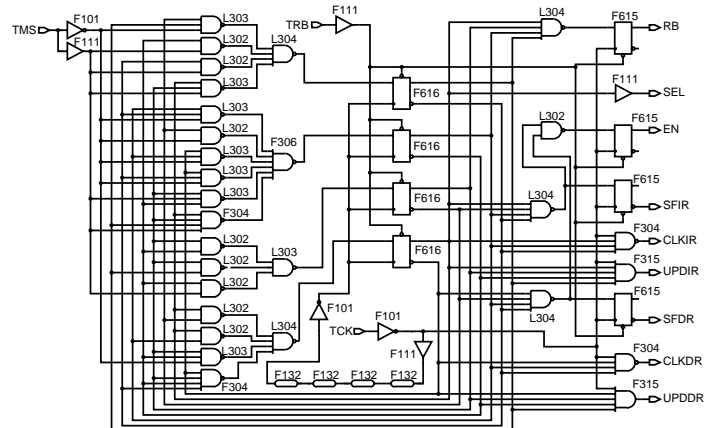 TMS
F101
F111
L303
L302
L302
L303
L304
TRB
F111
F616
L304
F615
RB
F111
SEL
L303
L302
L303
L303
L303
F304
F306
F616
L302
F615
EN
F616
L304
F615
SFIR
F304
CLKIR
F315
UPDIR
L302
L302
L302
L303
F616
L304
F615
SFDR
L302
L302
L303
F304
L304
F101
TCK
F101
F111
F132
F132
F132
F132
F304
CLKDR
F315
UPDDR